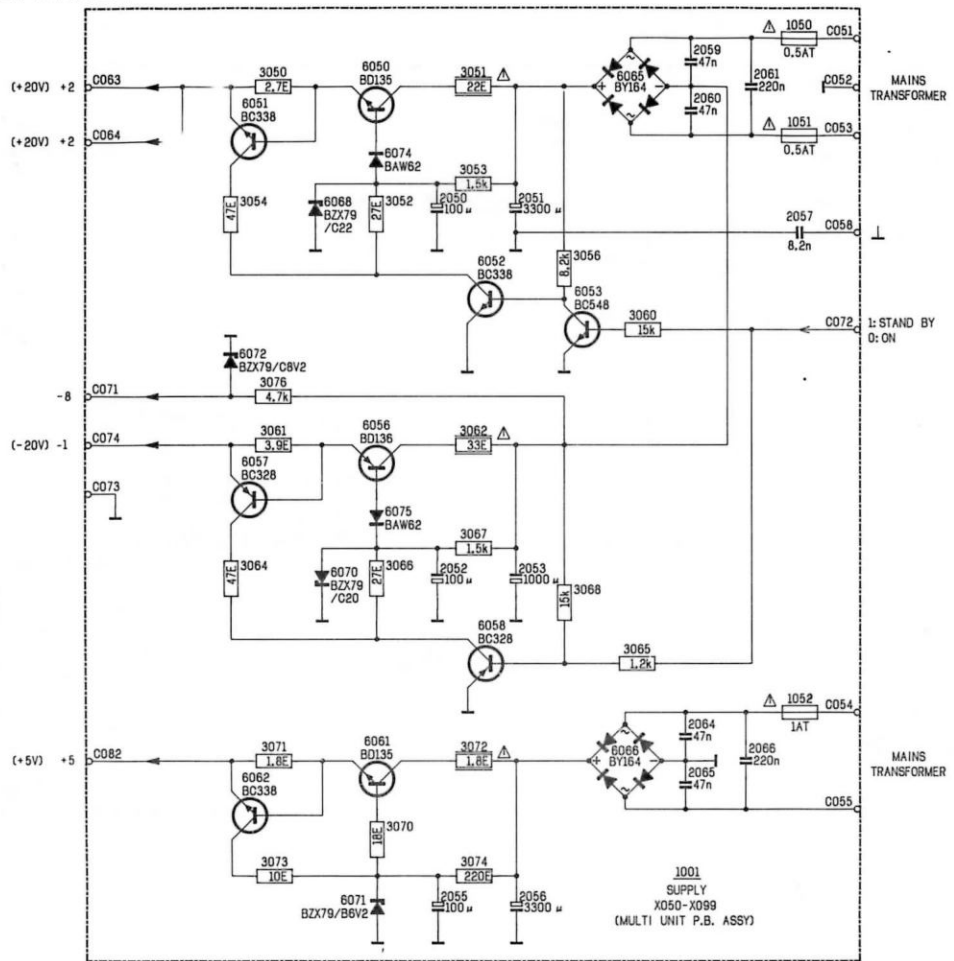 1050
C051
0.5AT
3050
2.7E
6050
BD135
3051
22E
2059
47n
6065
BY164
+
~
~
−
2060
47n
2061
220n
C052
MAINS
TRANSFORMER
(+20V) +2
C063
6051
BC338
1051
C053
0.5AT
(+20V) +2
C064
6074
BAW62
3053
1.5k
3054
47E
6068
BZX79
/C22
3052
27E
2050
100 μ
2051
3300 μ
2057
8.2n
C058
6052
BC338
3056
8.2k
6053
BC548
3060
15k
C072
1: STAND BY
0: ON
6072
BZX79/C8V2
-8
C071
3076
4.7k
(-20V) -1
C074
3061
3.9E
6056
BD136
3062
33E
6057
BC328
C073
6075
BAW62
3067
1.5k
3064
47E
6070
BZX79
/C20
3066
27E
2052
100 μ
2053
1000 μ
3068
15k
6058
BC328
3065
1.2k
1052
C054
1AT
(+5V) +5
C082
3071
1.8E
6061
BD135
3072
1.8E
6062
BC338
2064
47n
6066
BY164
+
~
~
−
2065
47n
2066
220n
MAINS
TRANSFORMER
C055
3070
18E
3073
10E
3074
220E
6071
BZX79/B6V2
2055
100 μ
2056
3300 μ
1001
SUPPLY
X050-X099
(MULTI UNIT P.B. ASSY)